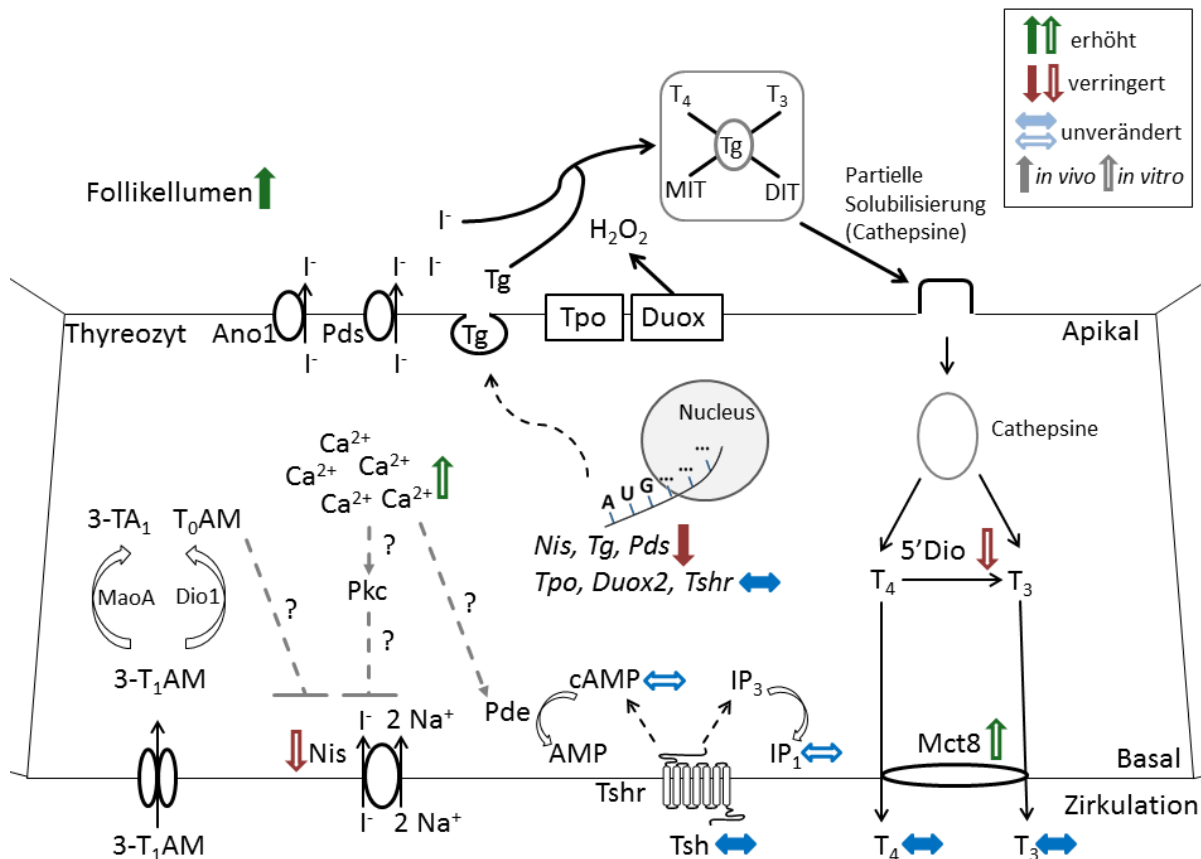 erhöht
verringert
unverändert
in vivo in vitro
T₄ T₃
Tg
MIT DIT
Follikellumen
I⁻
H₂O₂
Partielle
Solubilisierung
(Cathepsine)
I⁻ I⁻ I⁻
Tg
Thyreozyt Ano1 Pds Tg Tpo Duox Apikal
I⁻ I⁻
Nucleus
...
... ...
A U G ...
Cathepsine
Ca²⁺
Ca²⁺ Ca²⁺
Ca²⁺ Ca²⁺
3-TA₁ T₀AM
?
Nis, Tg, Pds
Tpo, Duox2, Tshr
5'Dio
T₄ T₃
MaoA Dio1
Pkc
? ? ?
3-T₁AM
cAMP IP₃
Pde
I⁻ 2 Na⁺
Nis
AMP IP₁
Mct8
Basal
Tshr
Zirkulation
I⁻ 2 Na⁺
3-T₁AM
Tsh
T₄ T₃